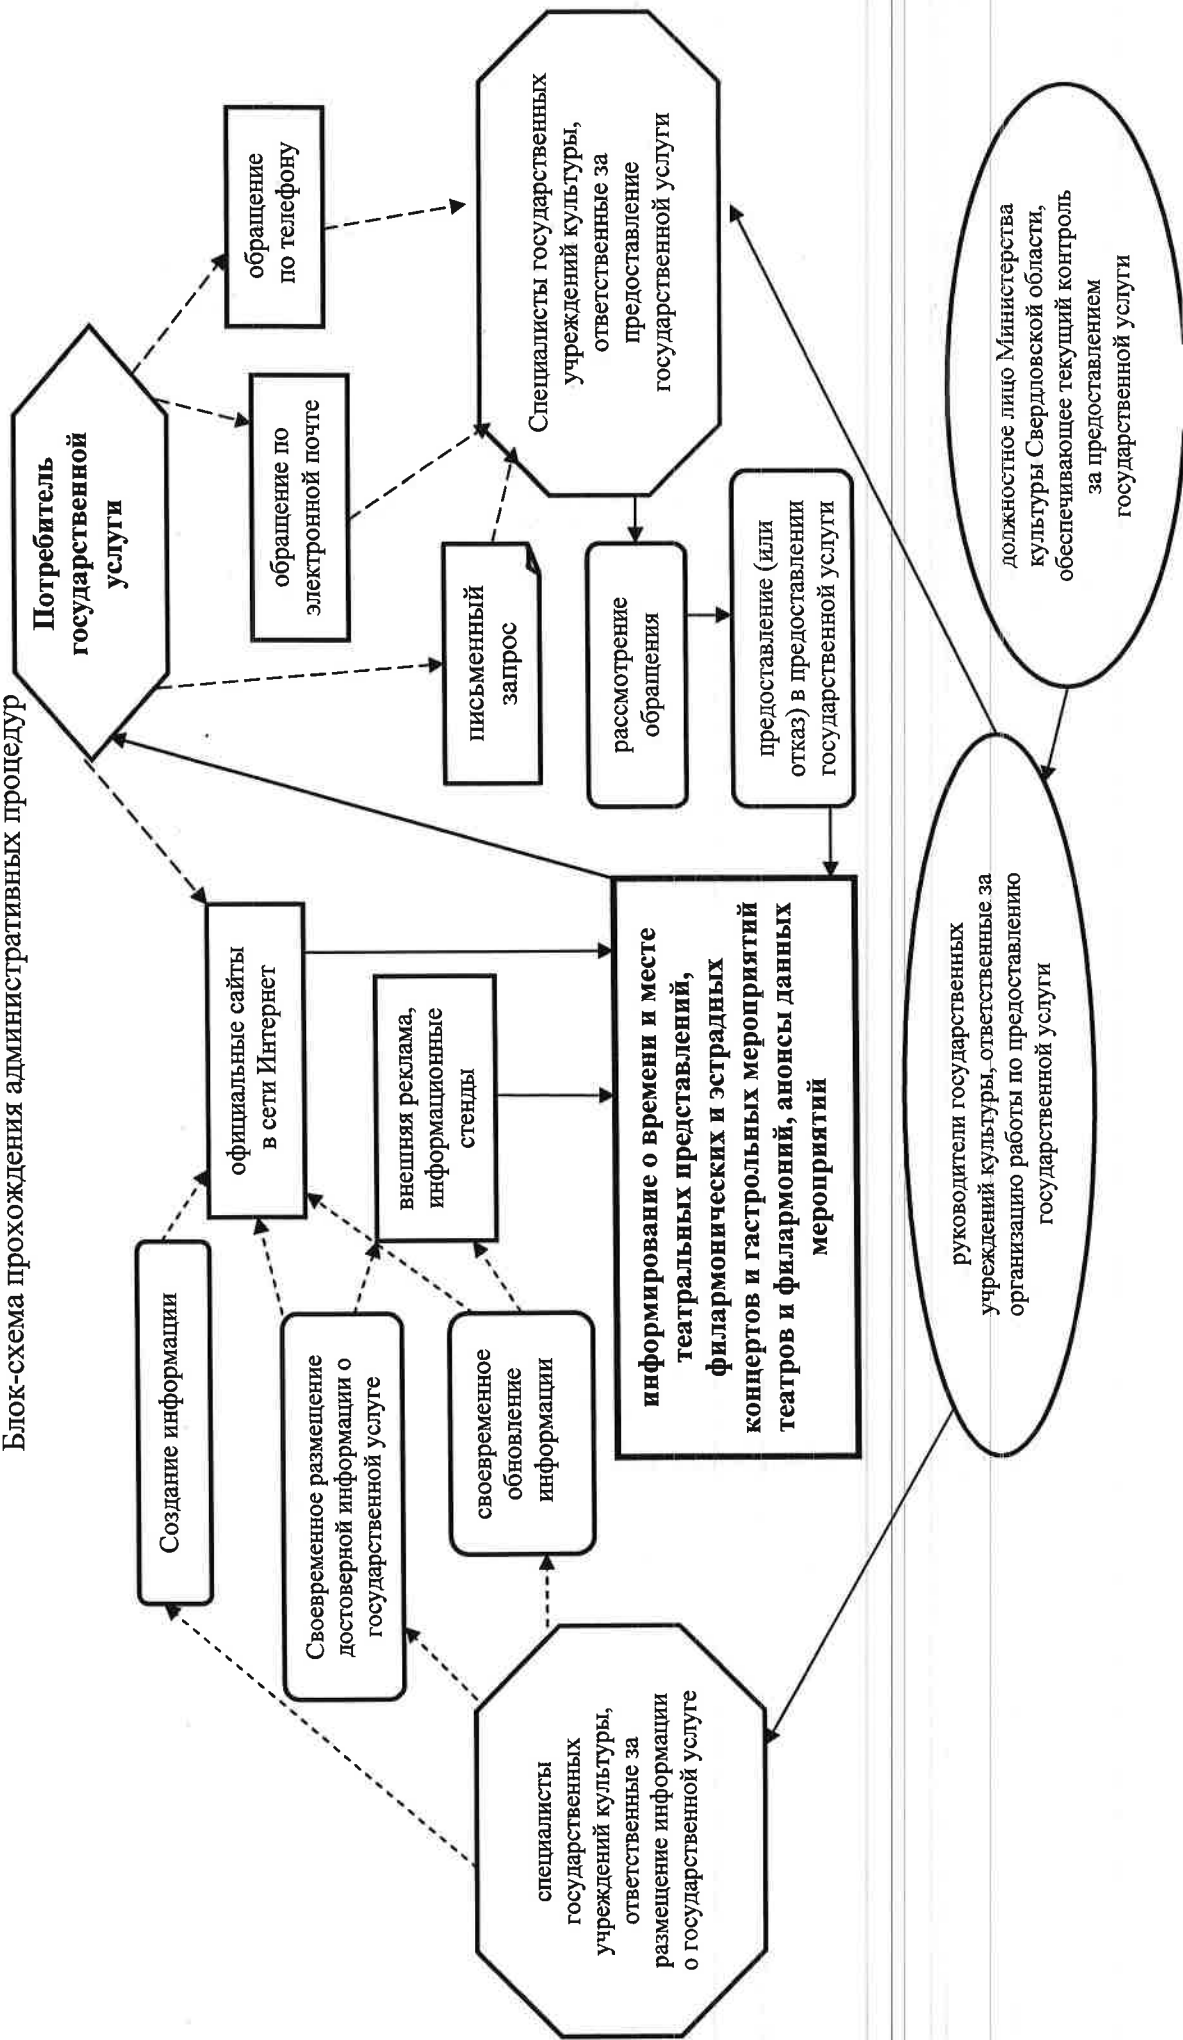 Блок-схема прохождения административных процедур
Потребитель
государственной
услуги
обращение
по телефону
обращение по
электронной почте
письменный
запрос
Специалисты государственных
учреждений культуры,
ответственные за
предоставление
государственной услуги
рассмотрение
обращения
предоставление (или
отказ) в предоставлении
государственной услуги
официальные сайты
в сети Интернет
внешняя реклама,
информационные
стенды
Создание информации
Своевременное размещение
достоверной информации о
государственной услуге
своевременное
обновление
информации
информирование о времени и месте
театральных представлений,
филармонических и эстрадных
концертов и гастрольных мероприятий
театров и филармоний, анонсы данных
мероприятий
специалисты
государственных
учреждений культуры,
ответственные за
размещение информации
о государственной услуге
руководители государственных
учреждений культуры, ответственные за
организацию работы по предоставлению
государственной услуги
должностное лицо Министерства
культуры Свердловской области,
обеспечивающее текущий контроль
за предоставлением
государственной услуги